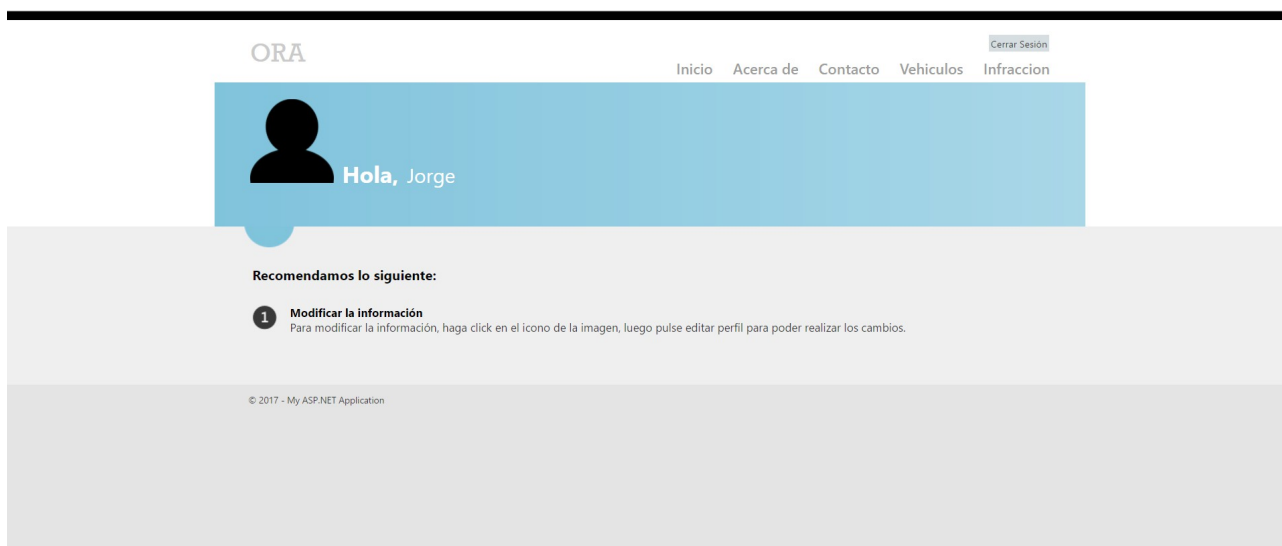 ORA
Cerrar Sesión
Inicio Acerca de Contacto Vehiculos Infraccion
Hola, Jorge
Recomendamos lo siguiente:
1 Modificar la información
Para modificar la información, haga click en el icono de la imagen, luego pulse editar perfil para poder realizar los cambios.
© 2017 - My ASP.NET Application